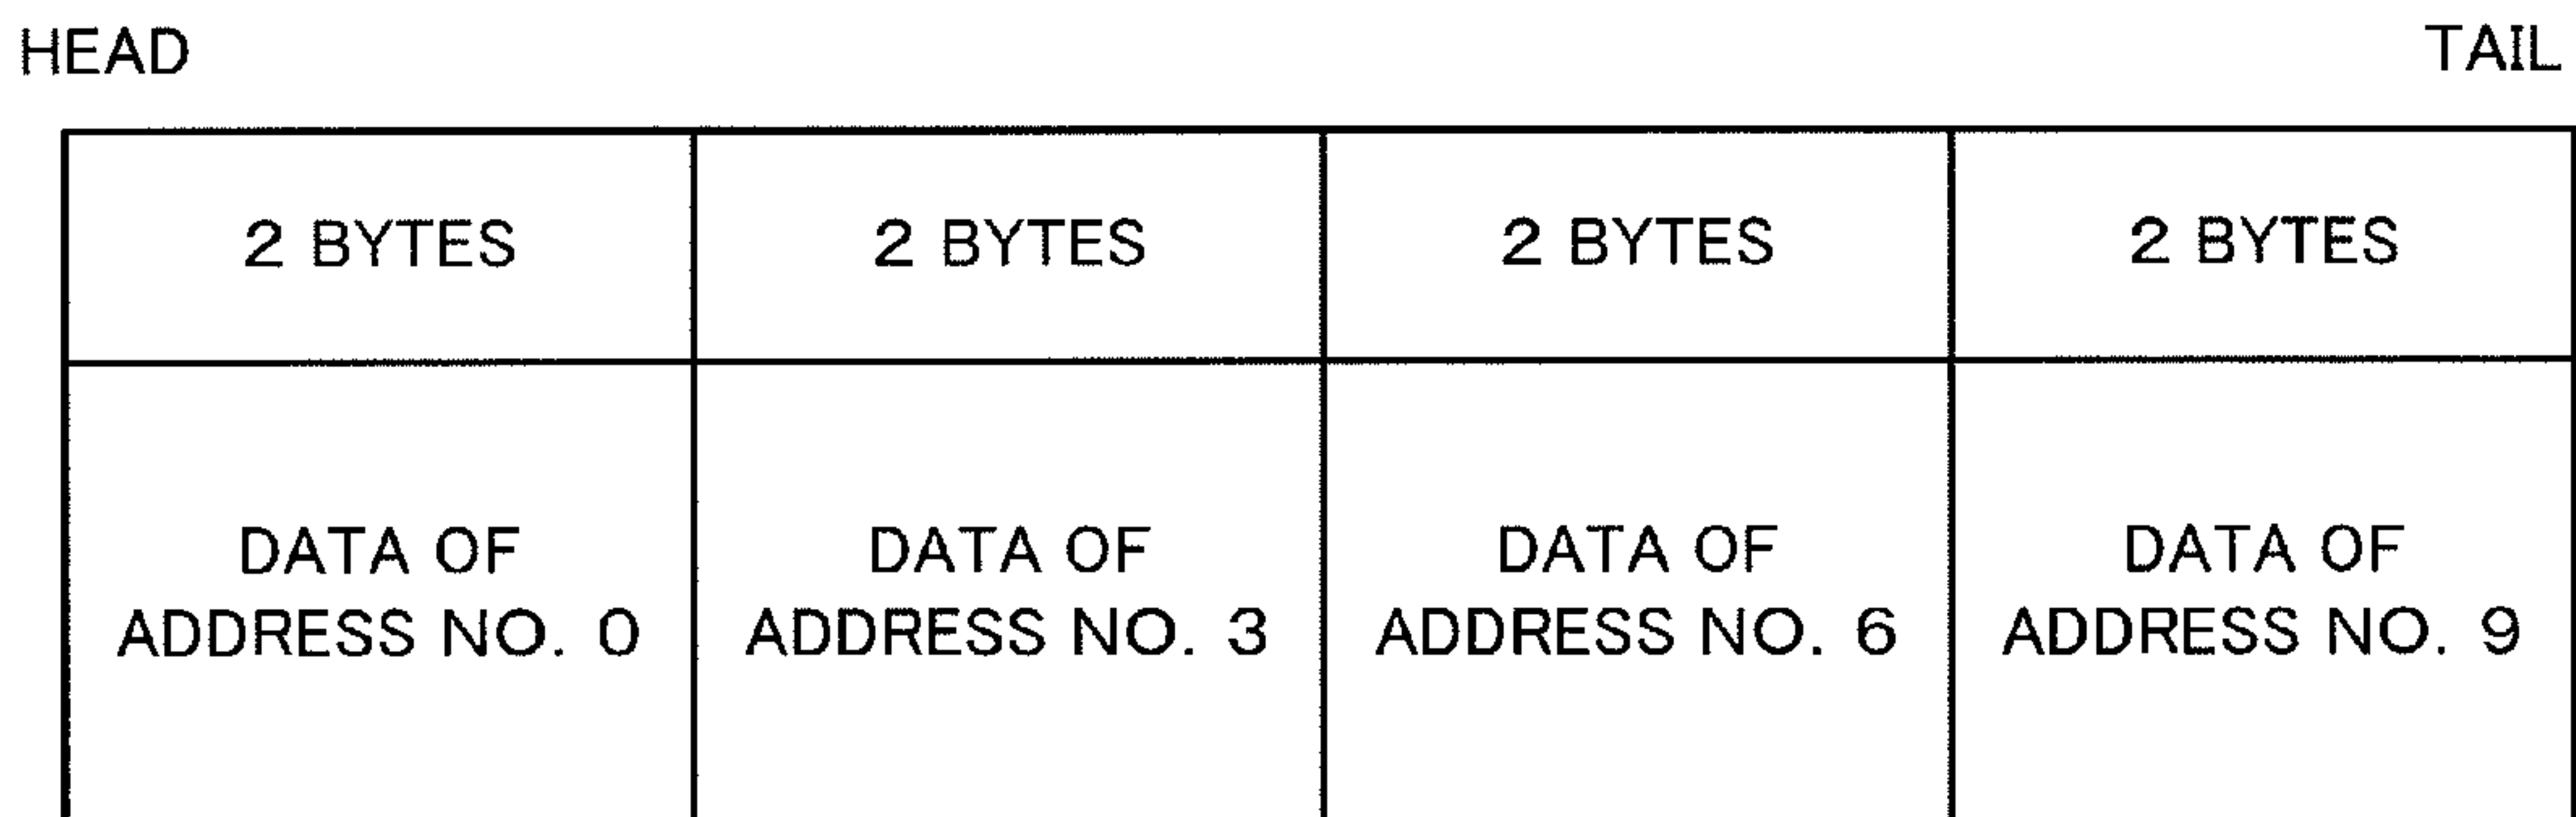 HEAD TAIL
2 BYTES 2 BYTES 2 BYTES 2 BYTES
DATA OF
ADDRESS NO. 0
DATA OF
ADDRESS NO. 3
DATA OF
ADDRESS NO. 6
DATA OF
ADDRESS NO. 9